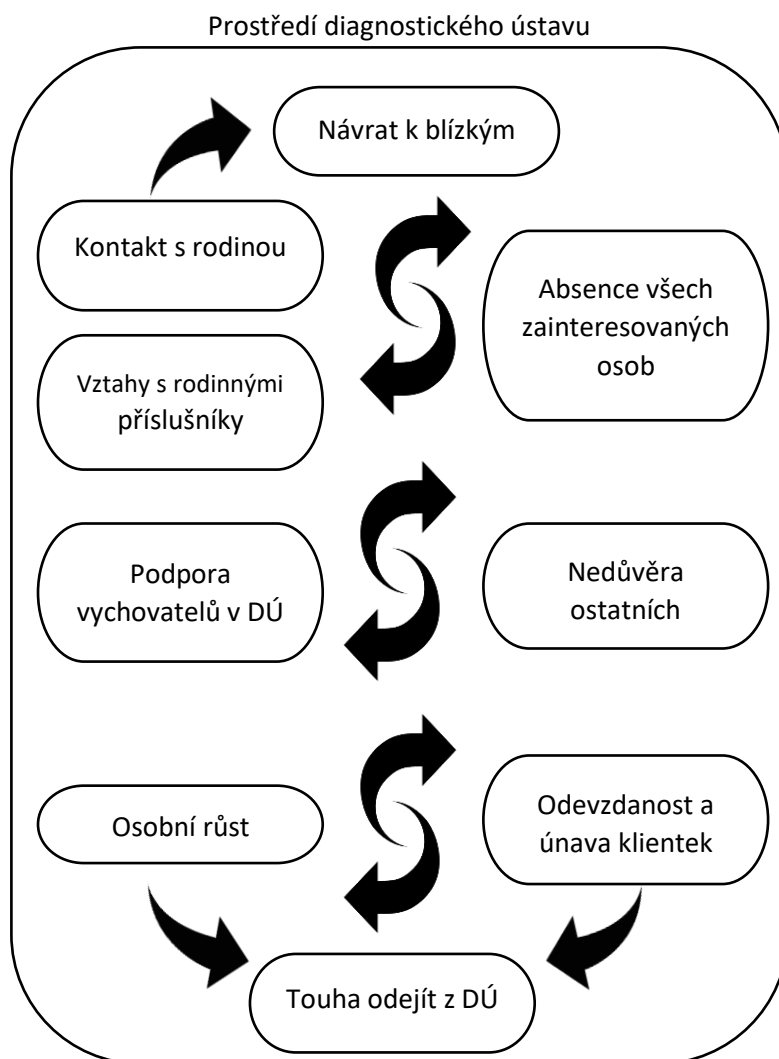 Prostředí diagnostického ústavu
Návrat k blízkým
Kontakt s rodinou
Absence všech
zainteresovaných
osob
Vztahy s rodinnými
příslušníky
Podpora
vychovatelů v DÚ
Nedůvěra
ostatních
Osobní růst
Odevzdanost a
únava klientek
Touha odejít z DÚ